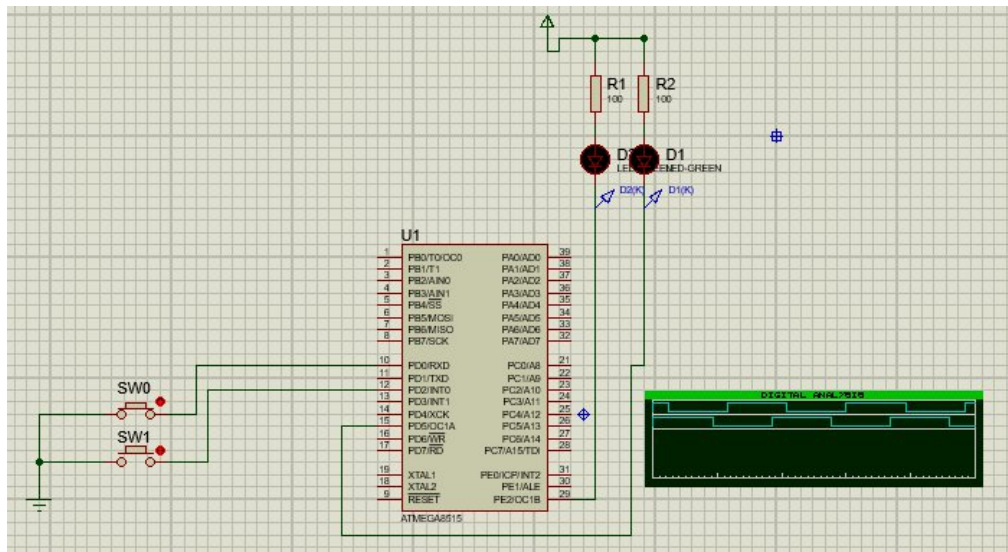 R1
100
R2
100
D1
D2(K)
D1(K)
U1
1 PB0/T0/OC0 PA0/AD0 39
2 PB1/T1 PA1/AD1 38
3 PB2/AIN0 PA2/AD2 37
4 PB3/AIN1 PA3/AD3 36
5 PB4/SS PA4/AD4 35
6 PB5/MOSI PA5/AD5 34
7 PB6/MISO PA6/AD6 33
8 PB7/SCK PA7/AD7 32
10 PD0/RXD PC0/A8 21
11 PD1/TXD PC1/A9 22
12 PD2/INT0 PC2/A10 23
13 PD3/INT1 PC3/A11 24
14 PD4/XCK PC4/A12 25
15 PD5/OC1A PC5/A13 26
16 PD6/WR PC6/A14 27
17 PD7/RD PC7/A15/TDI 28
19 XTAL1 PE0/ICP/INT2 31
18 XTAL2 PE1/ALE 30
9 RESET PE2/OC1B 29
ATMEGA8515
SW0
SW1
DIGITAL ANALYSIS